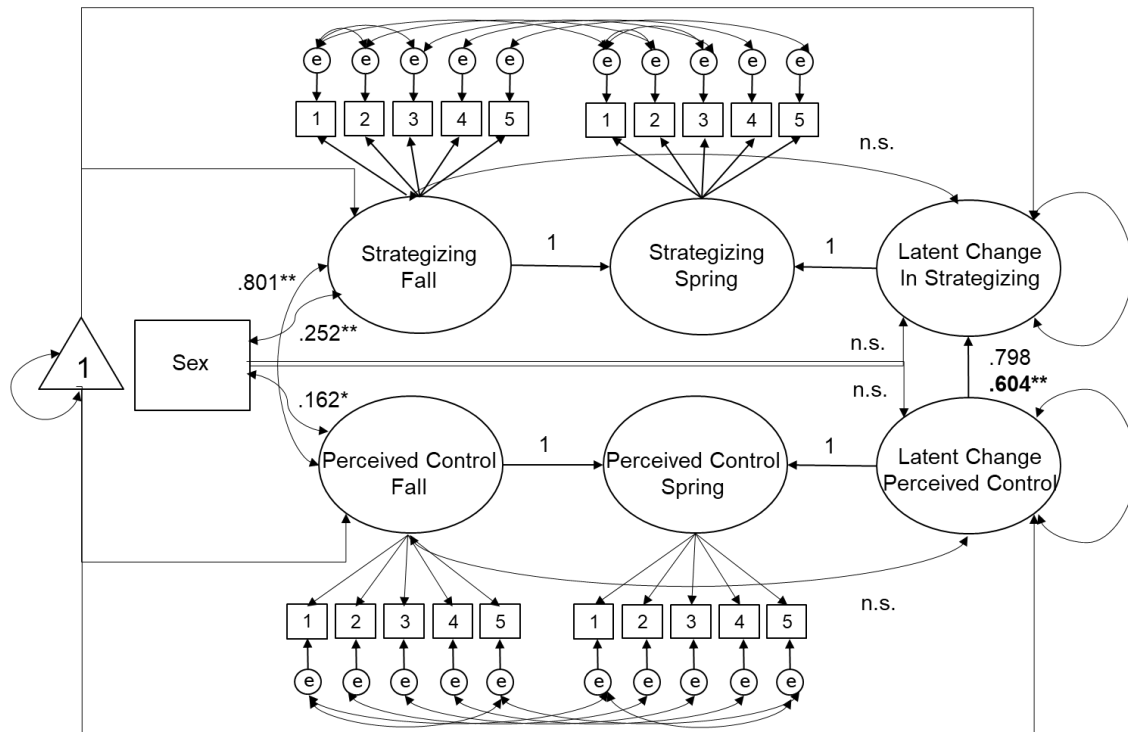 e e e e e e e e e e
1 2 3 4 5 1 2 3 4 5
n.s.
Strategizing
Fall
1
Strategizing
Spring
1
Latent Change
In Strategizing
.801**
.252**
1
Sex
n.s.
n.s.
.798
.604**
.162*
Perceived Control
Fall
1
Perceived Control
Spring
1
Latent Change
Perceived Control
n.s.
1 2 3 4 5 1 2 3 4 5
e e e e e e e e e e